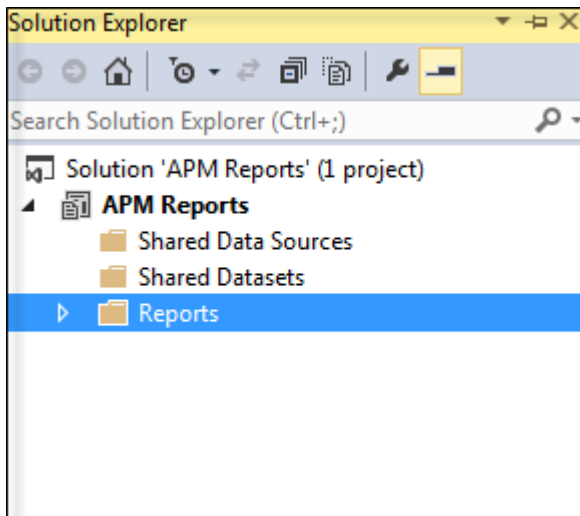 Solution Explorer
Search Solution Explorer (Ctrl+;)
Solution 'APM Reports' (1 project)
APM Reports
Shared Data Sources
Shared Datasets
Reports